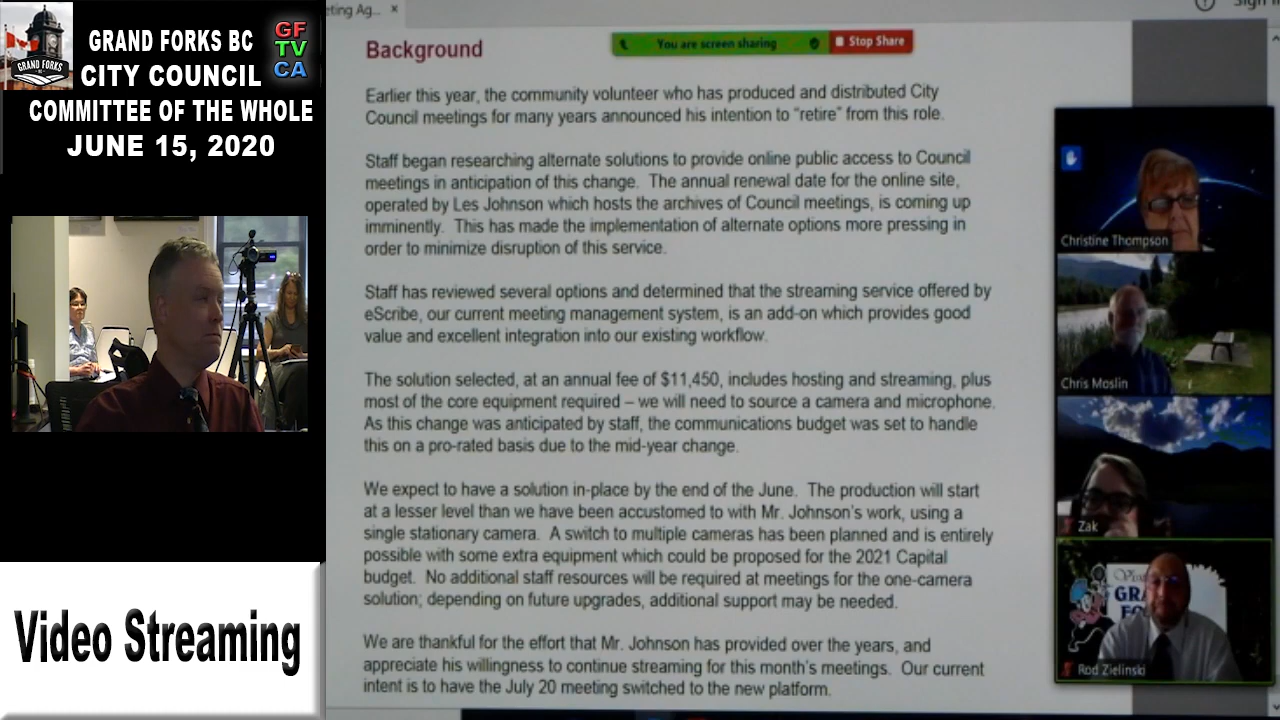 GRAND FORKS BC
CITY COUNCIL
COMMITTEE OF THE WHOLE
JUNE 15, 2020
GF
TV
CA
GRAND FORKS
Video Streaming
eting Ag... ×
Sign I
You are screen sharing
Stop Share
Background
Earlier this year, the community volunteer who has produced and distributed City
Council meetings for many years announced his intention to "retire" from this role.
Staff began researching alternate solutions to provide online public access to Council
meetings in anticipation of this change. The annual renewal date for the online site,
operated by Les Johnson which hosts the archives of Council meetings, is coming up
imminently. This has made the implementation of alternate options more pressing in
order to minimize disruption of this service.
Staff has reviewed several options and determined that the streaming service offered by
eScribe, our current meeting management system, is an add-on which provides good
value and excellent integration into our existing workflow.
The solution selected, at an annual fee of $11,450, includes hosting and streaming, plus
most of the core equipment required – we will need to source a camera and microphone.
As this change was anticipated by staff, the communications budget was set to handle
this on a pro-rated basis due to the mid-year change.
We expect to have a solution in-place by the end of the June. The production will start
at a lesser level than we have been accustomed to with Mr. Johnson's work, using a
single stationary camera. A switch to multiple cameras has been planned and is entirely
possible with some extra equipment which could be proposed for the 2021 Capital
budget. No additional staff resources will be required at meetings for the one-camera
solution; depending on future upgrades, additional support may be needed.
We are thankful for the effort that Mr. Johnson has provided over the years, and
appreciate his willingness to continue streaming for this month's meetings. Our current
intent is to have the July 20 meeting switched to the new platform.
Christine Thompson
Chris Moslin
Zak
GRA
FO
Rod Zielinski